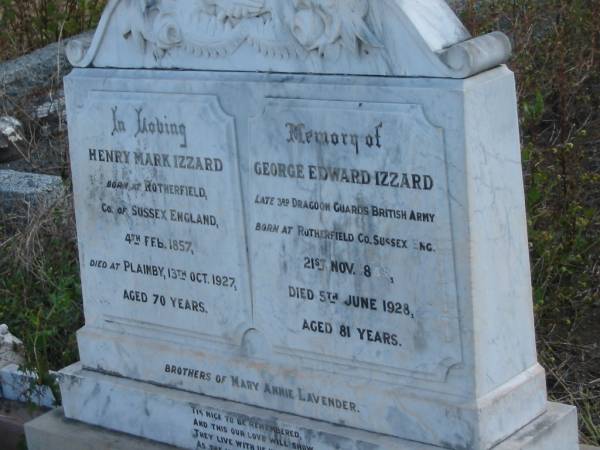 In Loving
HENRY MARK IZZARD
BORN AT ROTHERFIELD,
CO. OF SUSSEX ENGLAND,
4TH FEB. 1857,
DIED AT PLAINBY, 13TH OCT. 1927,
AGED 70 YEARS.
Memory of
GEORGE EDWARD IZZARD
LATE 3RD DRAGOON GUARDS BRITISH ARMY
BORN AT ROTHERFIELD CO. SUSSEX ENG.
21ST NOV.
DIED 5TH JUNE 1928,
AGED 81 YEARS.
BROTHERS OF MARY ANNIE LAVENDER.
TIS NICE TO BE REMEMBERED,
AND THIS OUR LOVE WILL SHOW
THEY LIVE WITH US